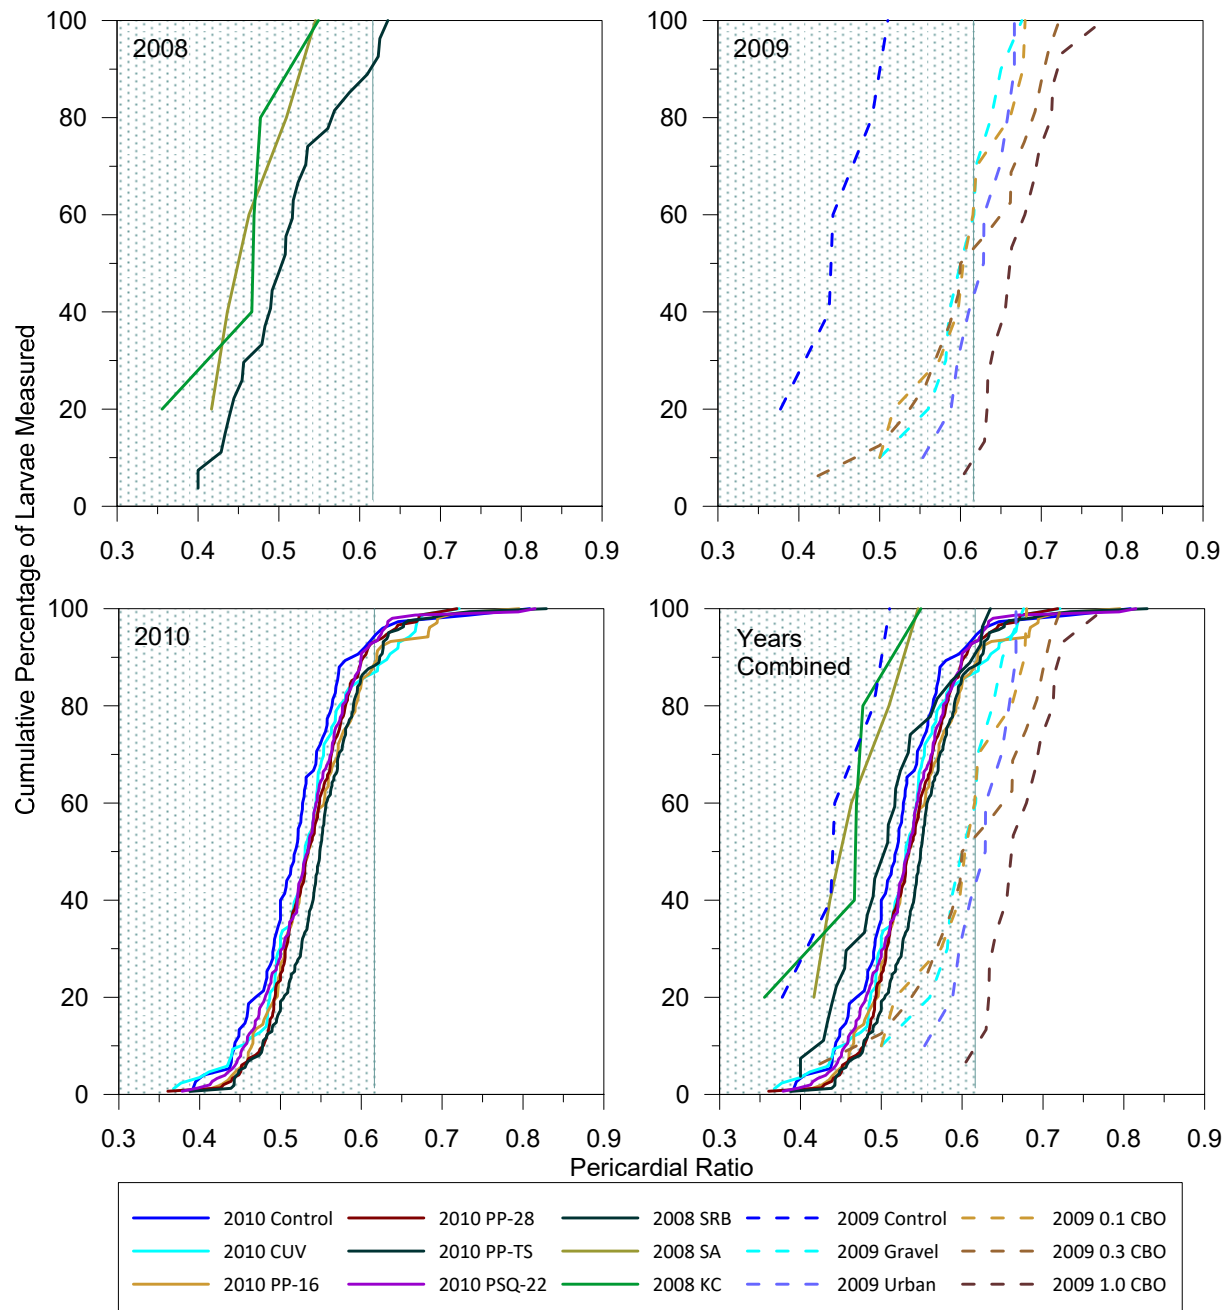 2008
100
80
60
40
20
0
0.3 0.4 0.5 0.6 0.7 0.8 0.9
2009
100
80
60
40
20
0
0.3 0.4 0.5 0.6 0.7 0.8 0.9
Cumulative Percentage of Larvae Measured
2010
100
80
60
40
20
0
0.3 0.4 0.5 0.6 0.7 0.8 0.9
Years
Combined
100
80
60
40
20
0
0.3 0.4 0.5 0.6 0.7 0.8 0.9
Pericardial Ratio
2010 Control 2010 PP-28 2008 SRB 2009 Control 2009 0.1 CBO
2010 CUV 2010 PP-TS 2008 SA 2009 Gravel 2009 0.3 CBO
2010 PP-16 2010 PSQ-22 2008 KC 2009 Urban 2009 1.0 CBO